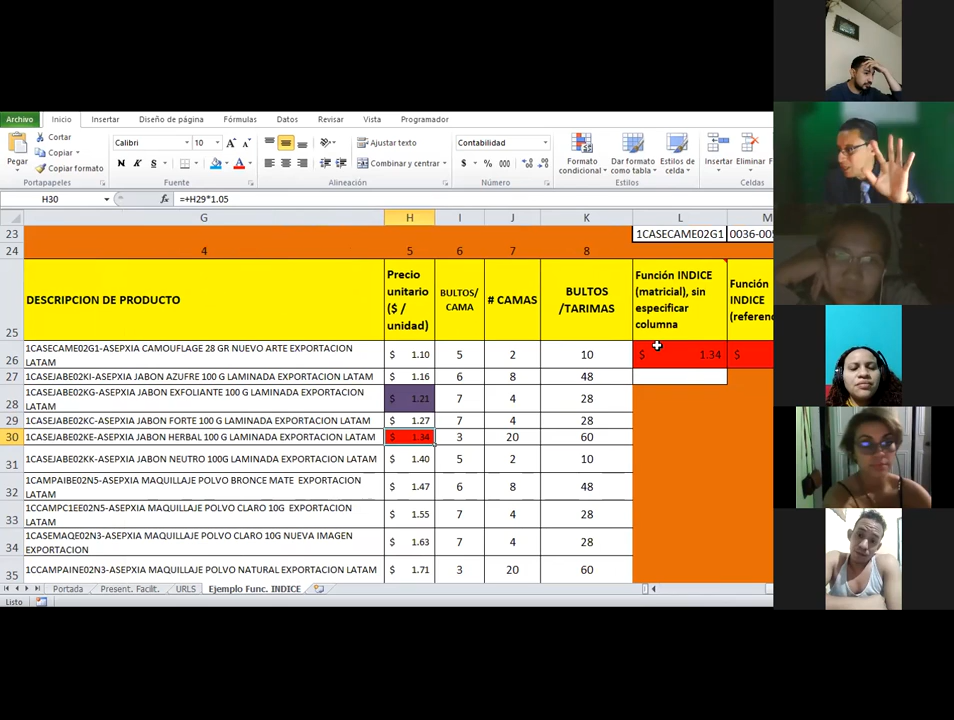 Archivo Inicio Insertar Diseño de página Fórmulas Datos Revisar Vista Programador
Pegar
Cortar
Copiar
Copiar formato
Portapapeles
Calibri 10
N K S
Fuente
Ajustar texto
Combinar y centrar
Alineación
Contabilidad
$ % 000
Número
Formato condicional
Dar formato como tabla
Estilos de celda
Estilos
Insertar
Eliminar
Celdas
H30 fx =+H29*1.05
G H I J K L M
23 1CASECAME02G1
24 4 5 6 7 8
25 DESCRIPCION DE PRODUCTO
Precio unitario ($ / unidad)
BULTOS/ CAMA
# CAMAS
BULTOS /TARIMAS
Función INDICE (matricial), sin especificar columna
Función INDICE
26 1CASECAME02G1-ASEPXIA CAMOUFLAGE 28 GR NUEVO ARTE EXPORTACION LATAM $ 1.10 5 2 10 $ 1.34 $
27 1CASEJABE02KI-ASEPXIA JABON AZUFRE 100 G LAMINADA EXPORTACION LATAM $ 1.16 6 8 48
28 1CASEJABE02KG-ASEPXIA JABON EXFOLIANTE 100 G LAMINADA EXPORTACION LATAM $ 1.21 7 4 28
29 1CASEJABE02KC-ASEPXIA JABON FORTE 100 G LAMINADA EXPORTACION LATAM $ 1.27 7 4 28
30 1CASEJABE02KE-ASEPXIA JABON HERBAL 100 G LAMINADA EXPORTACION LATAM $ 1.34 3 20 60
31 1CASEJABE02KK-ASEPXIA JABON NEUTRO 100G LAMINADA EXPORTACION LATAM $ 1.40 5 2 10
32 1CAMPAIBE02N5-ASEPXIA MAQUILLAJE POLVO BRONCE MATE EXPORTACION LATAM $ 1.47 6 8 48
33 1CCAMPC1EE02N5-ASEPXIA MAQUILLAJE POLVO CLARO 10G EXPORTACION LATAM $ 1.55 7 4 28
34 1CASEMAQE02N3-ASEPXIA MAQUILLAJE POLVO CLARO 10G NUEVA IMAGEN EXPORTACION $ 1.63 7 4 28
35 1CCAMPAINE02N3-ASEPXIA MAQUILLAJE POLVO NATURAL EXPORTACION LATAM $ 1.71 3 20 60
Portada Present. Facilit. URLS Ejemplo Func. INDICE
Listo